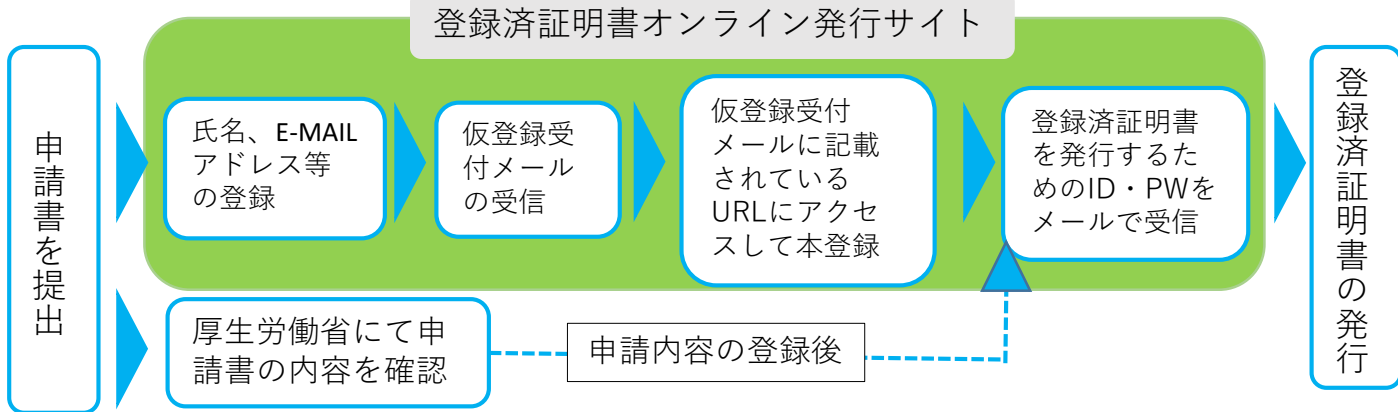 登録済証明書オンライン発行サイト
申請書を提出
氏名、E-MAIL
アドレス等
の登録
仮登録受
付メール
の受信
仮登録受付
メールに記載
されている
URLにアクセ
スして本登録
登録済証明書
を発行するた
めのID・PWを
メールで受信
登録済証明書の発行
厚生労働省にて申
請書の内容を確認
申請内容の登録後